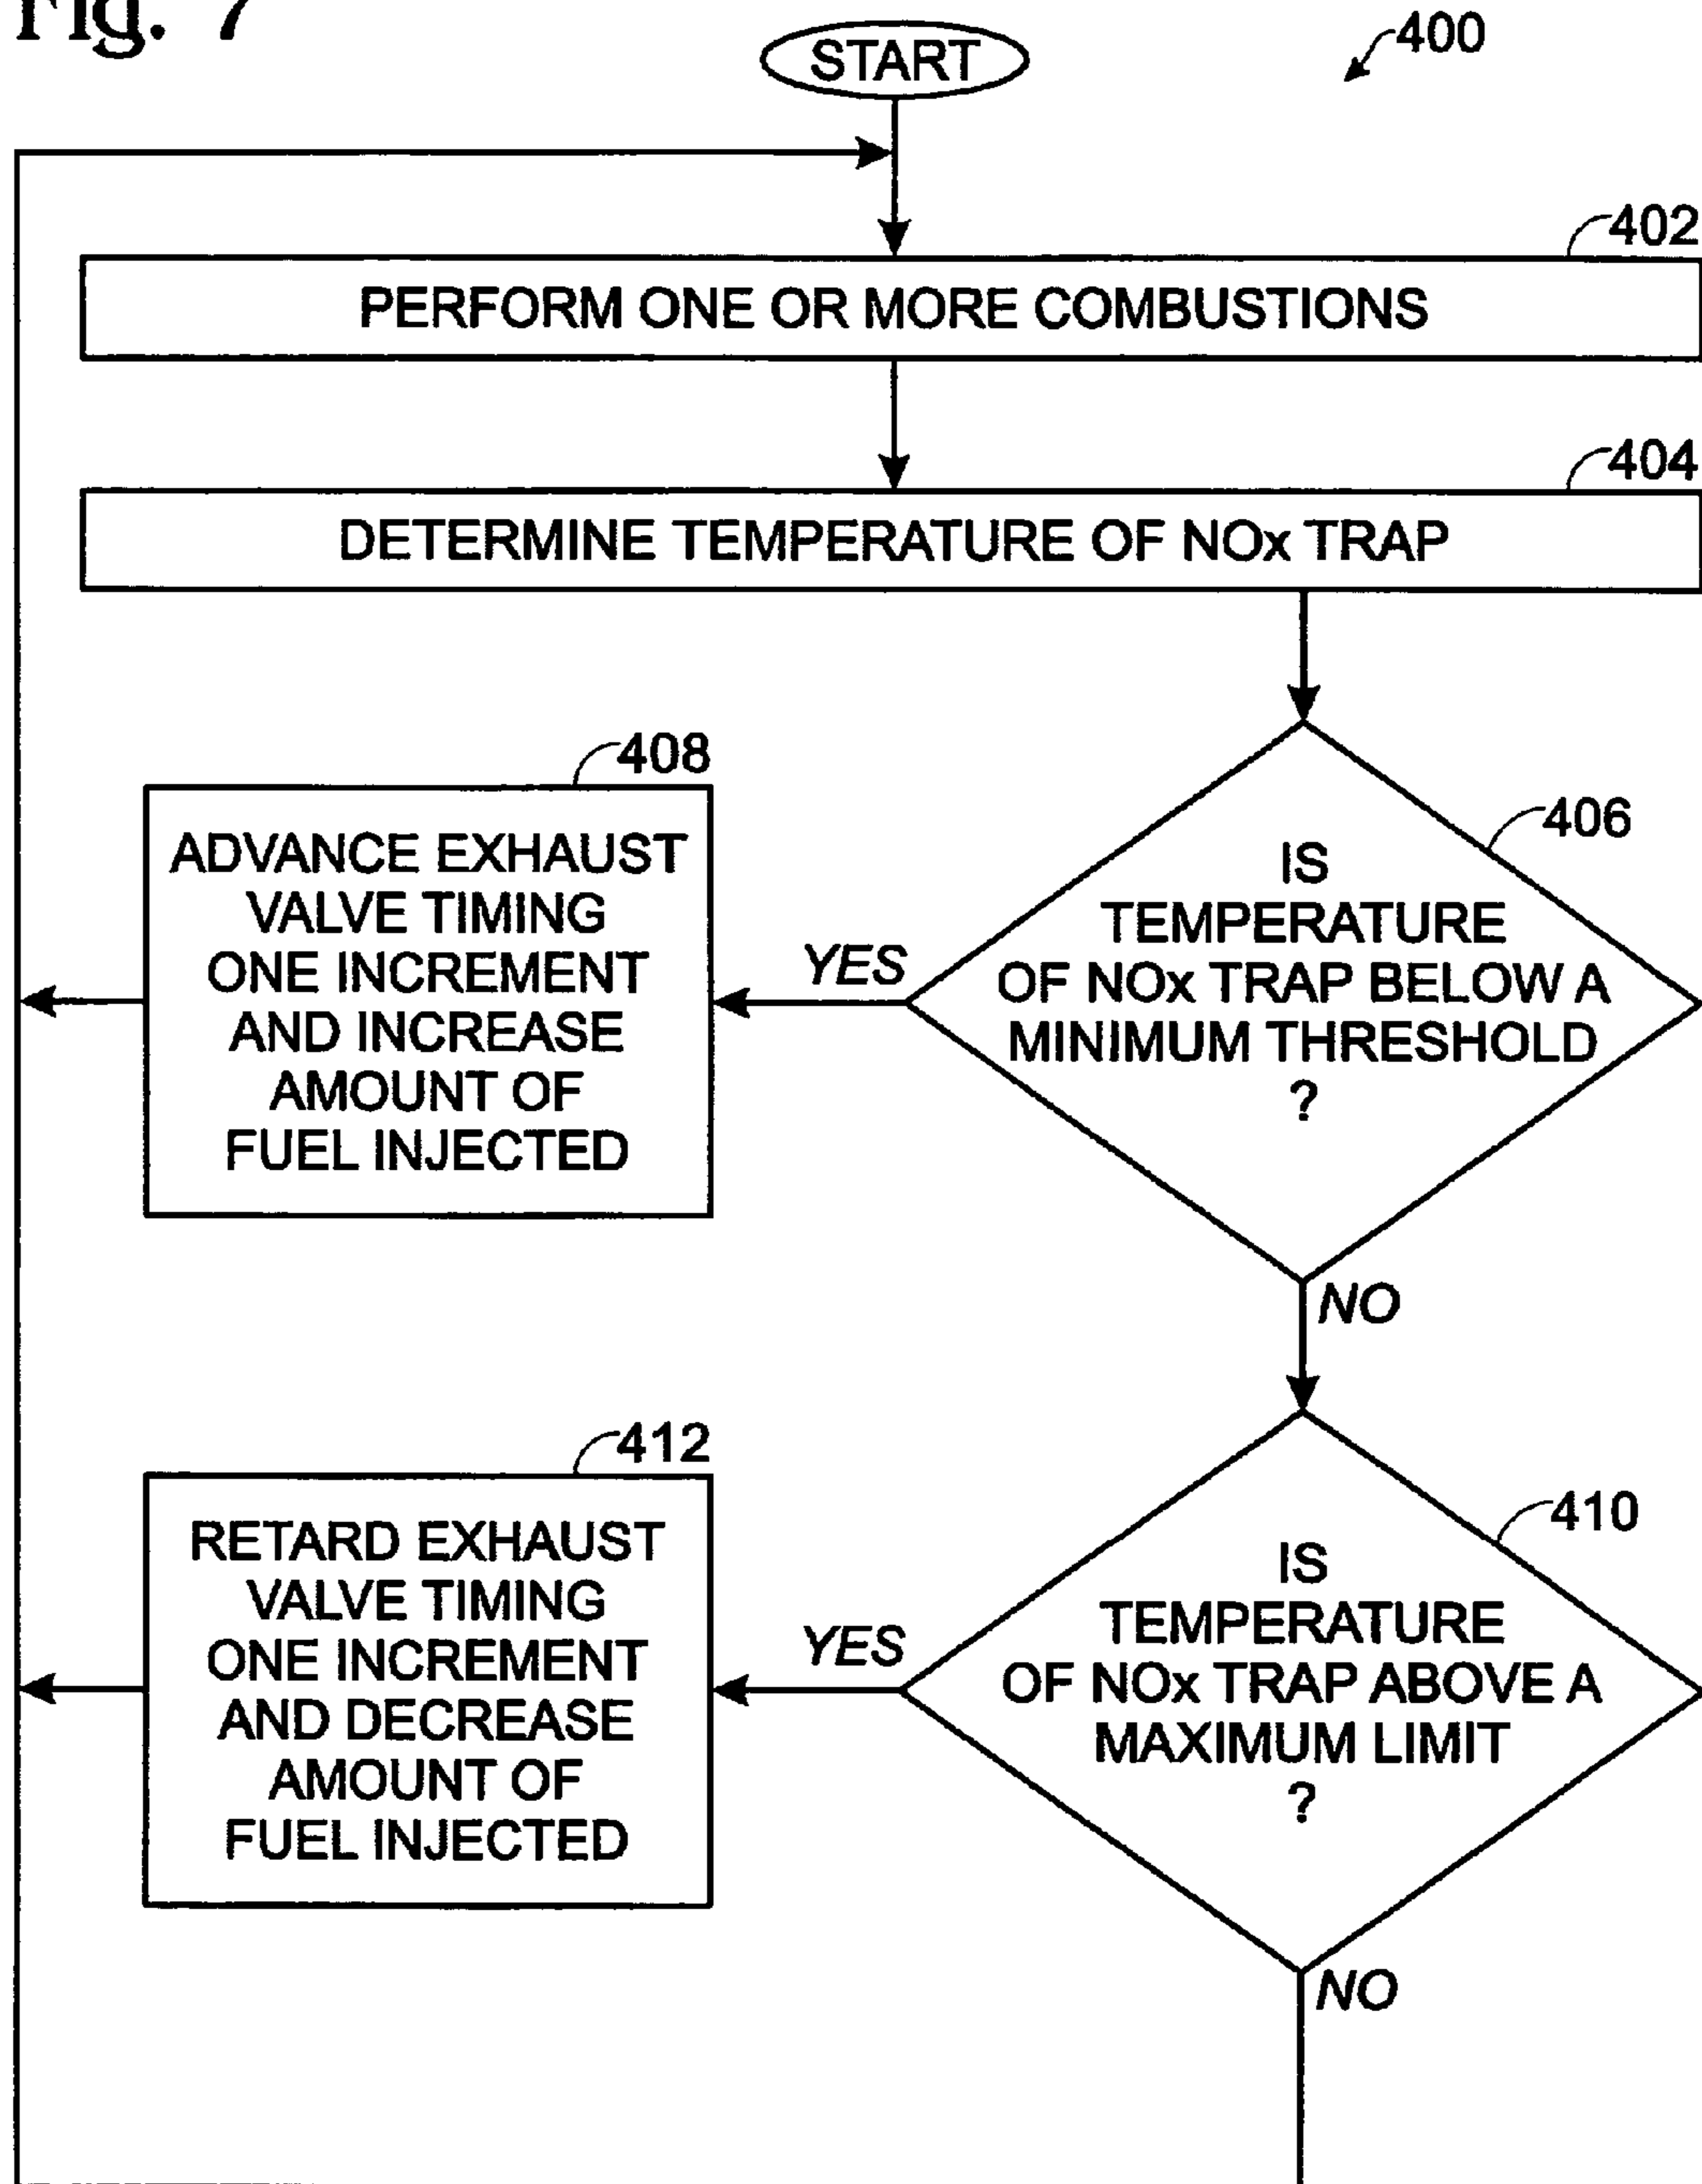 Fig. 7
START
400
402
PERFORM ONE OR MORE COMBUSTIONS
404
DETERMINE TEMPERATURE OF NOx TRAP
408
ADVANCE EXHAUST
VALVE TIMING
ONE INCREMENT
AND INCREASE
AMOUNT OF
FUEL INJECTED
YES
406
IS
TEMPERATURE
OF NOx TRAP BELOW A
MINIMUM THRESHOLD
?
NO
412
RETARD EXHAUST
VALVE TIMING
ONE INCREMENT
AND DECREASE
AMOUNT OF
FUEL INJECTED
YES
410
IS
TEMPERATURE
OF NOx TRAP ABOVE A
MAXIMUM LIMIT
?
NO